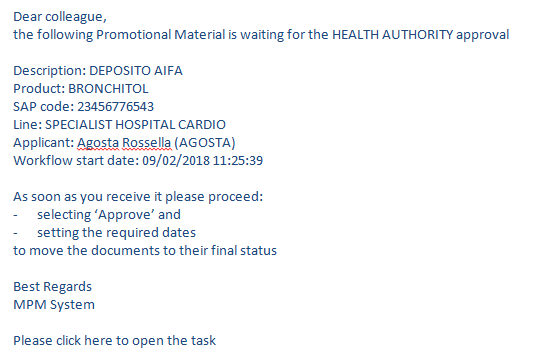 Dear colleague,
the following Promotional Material is waiting for the HEALTH AUTHORITY approval
Description: DEPOSITO AIFA
Product: BRONCHITOL
SAP code: 23456776543
Line: SPECIALIST HOSPITAL CARDIO
Applicant: Agosta Rossella (AGOSTA)
Workflow start date: 09/02/2018 11:25:39
As soon as you receive it please proceed:
- selecting ‘Approve’ and
- setting the required dates
to move the documents to their final status
Best Regards
MPM System
Please click here to open the task